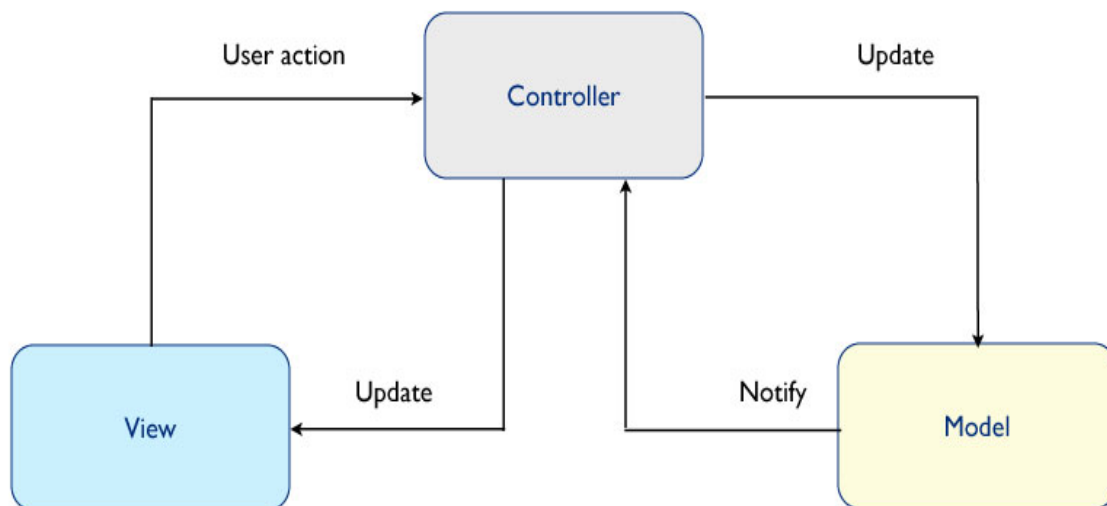 User action
Update
Controller
Update
Notify
View
Model